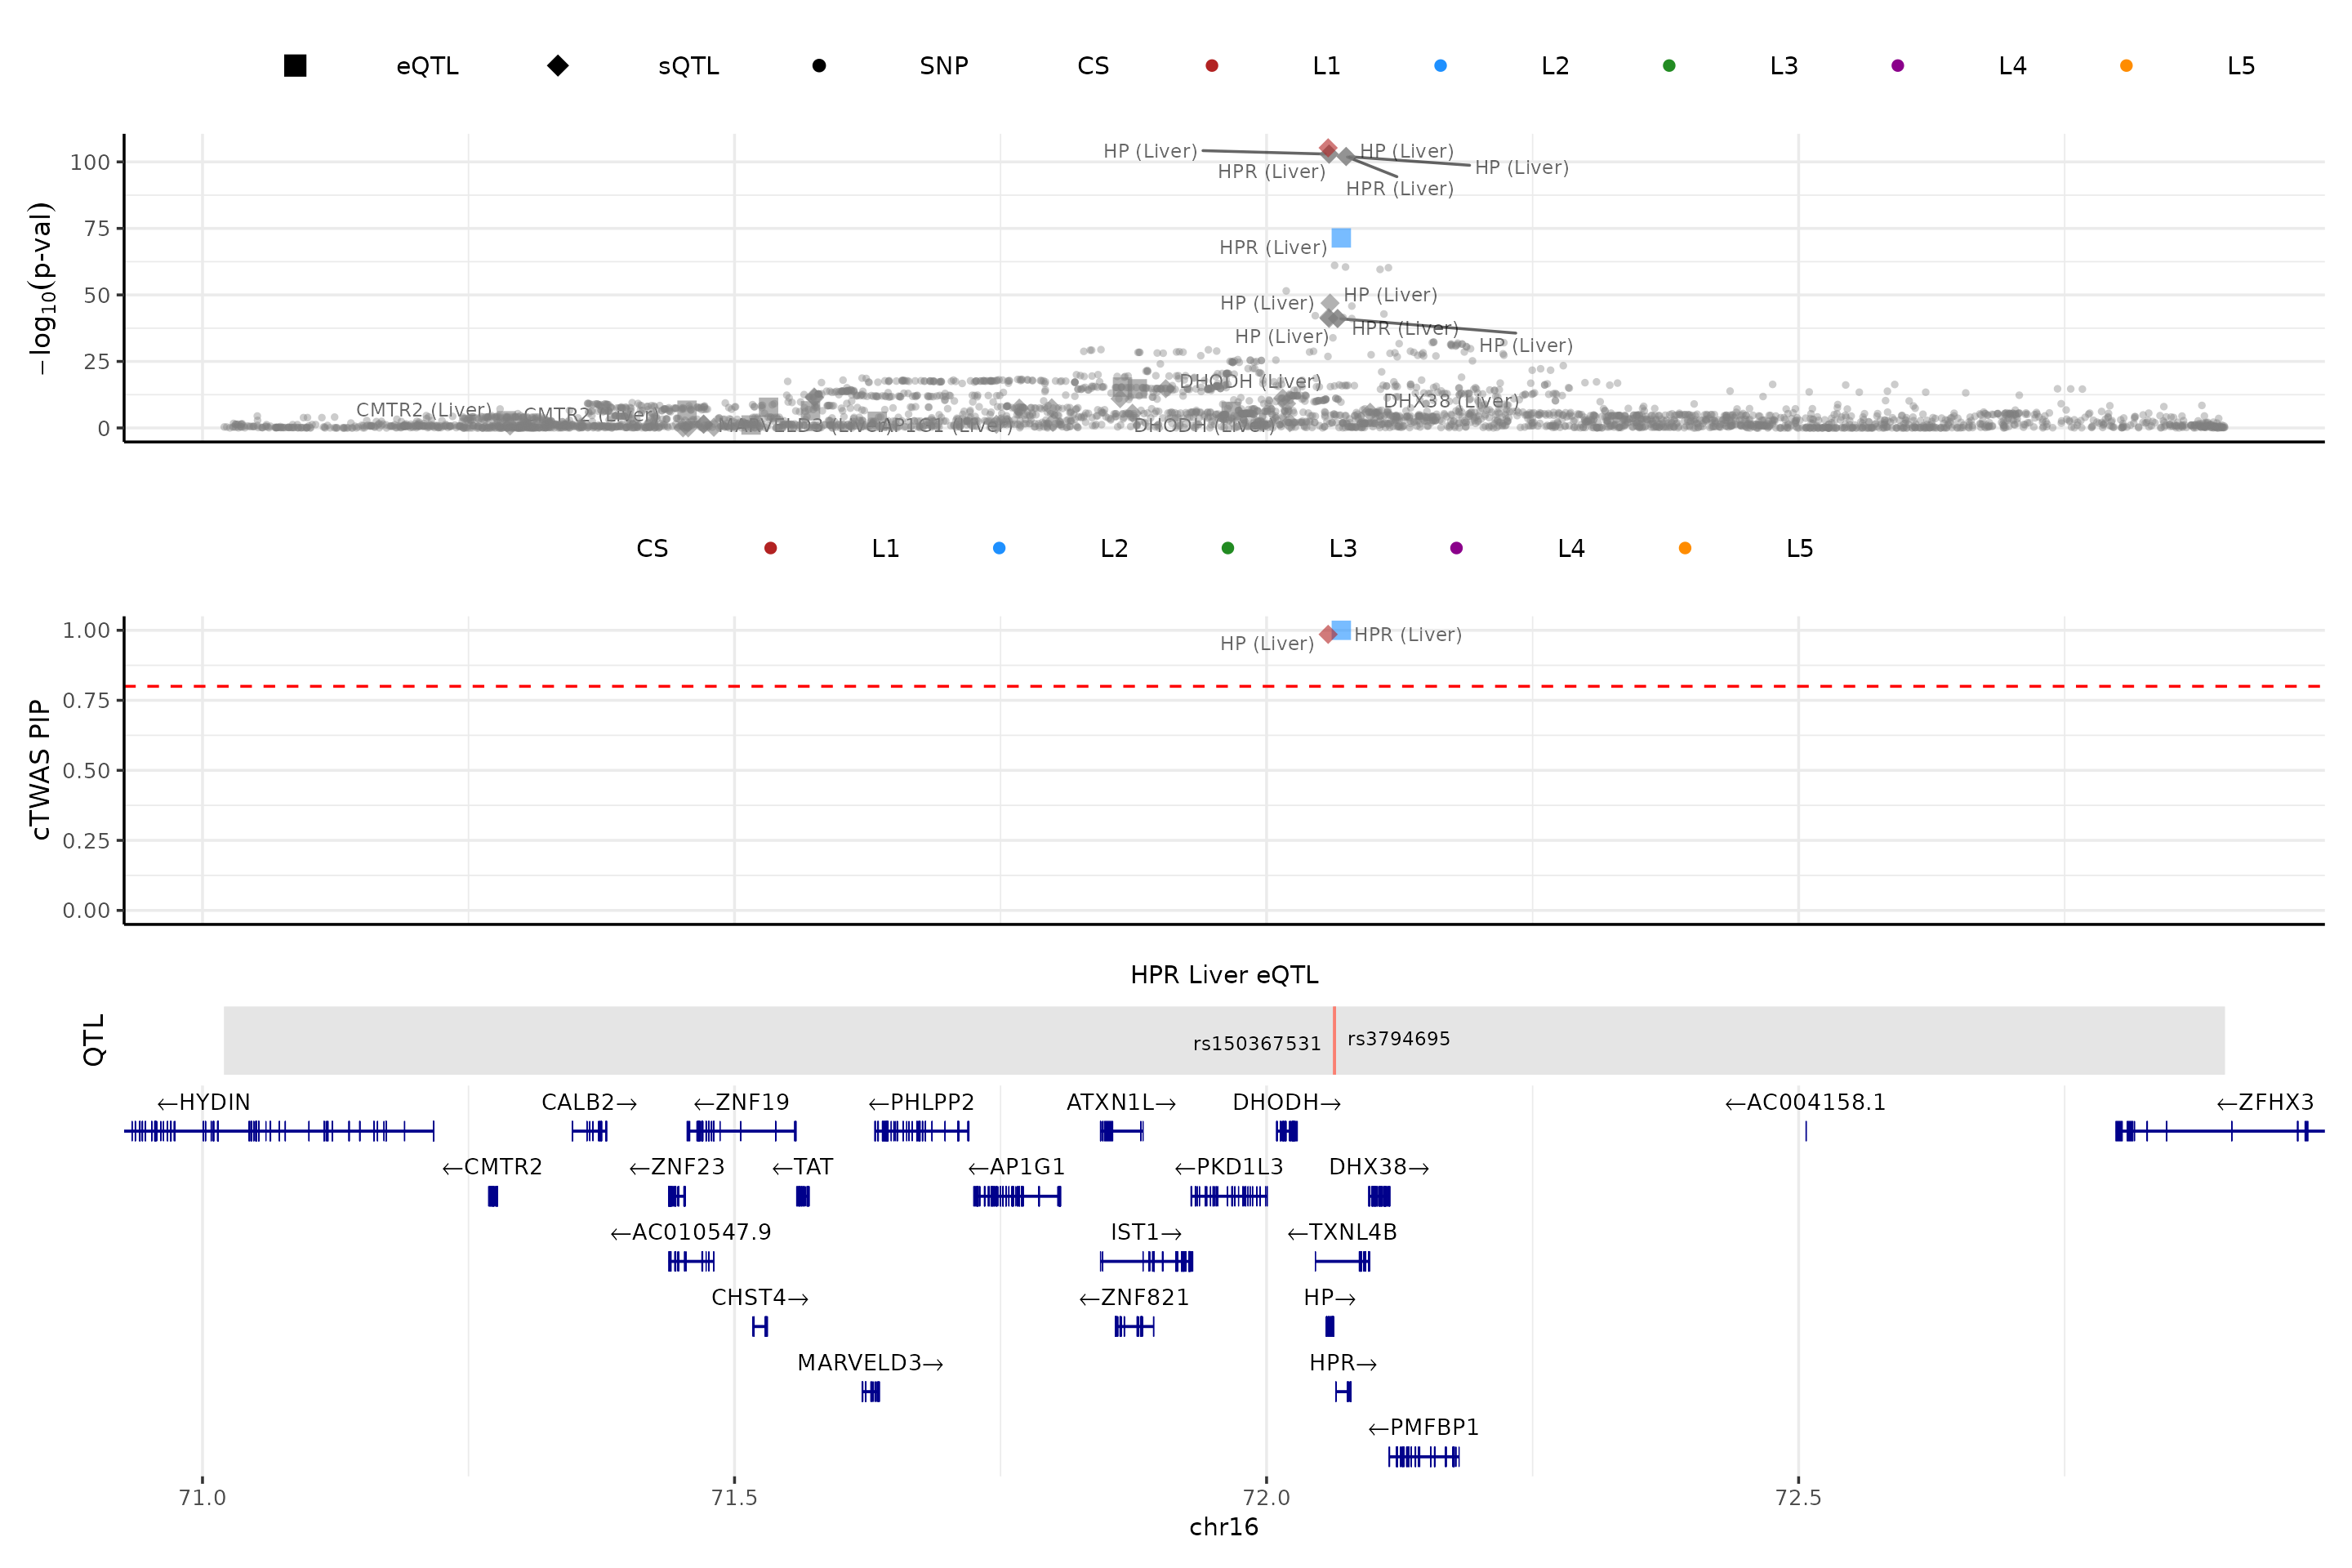 eQTL sQTL SNP CS L1 L2 L3 L4 L5
−log10(p-val)
100
75
50
25
0
HP (Liver)
HP (Liver)
HPR (Liver)
HP (Liver)
HPR (Liver)
HPR (Liver)
HP (Liver)
HP (Liver)
HPR (Liver)
HP (Liver)
HP (Liver)
DHODH (Liver)
DHX38 (Liver)
CMTR2 (Liver)
CMTR2 (Liver)
MARVELD3 (Liver)
AP1G1 (Liver)
DHODH (Liver)
CS L1 L2 L3 L4 L5
cTWAS PIP
1.00
0.75
0.50
0.25
0.00
HP (Liver)
HPR (Liver)
HPR Liver eQTL
QTL
rs150367531
rs3794695
←HYDIN CALB2→ ←ZNF19 ←PHLPP2 ATXN1L→ DHODH→ ←AC004158.1 ←ZFHX3
←CMTR2 ←ZNF23 ←TAT ←AP1G1 ←PKD1L3 DHX38→
←AC010547.9 IST1→ ←TXNL4B
CHST4→ ←ZNF821 HP→
MARVELD3→ HPR→
←PMFBP1
71.0 71.5 72.0 72.5
chr16